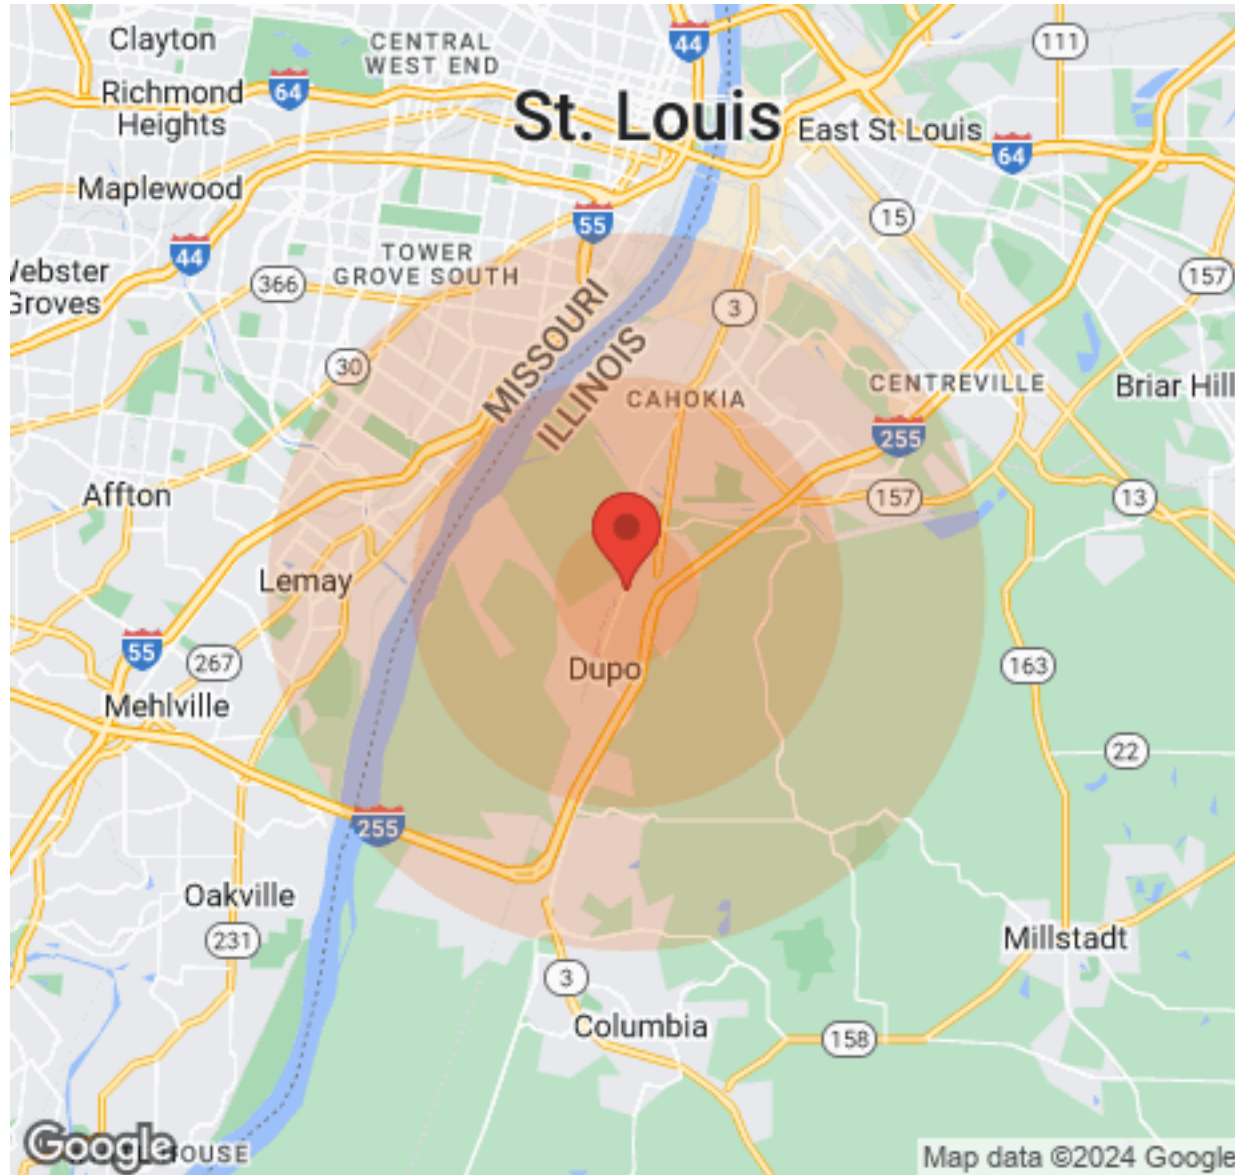 Clayton
CENTRAL
WEST END
44
111
Richmond
Heights
64
St. Louis
East St Louis
64
Maplewood
55
15
44
TOWER
GROVE SOUTH
Webster
Groves
366
157
3
MISSOURI
ILLINOIS
30
CAHOKIA
CENTREVILLE
Briar Hill
255
Affton
157
13
Lemay
55
267
163
Dupo
Mehlville
22
255
Oakville
231
Millstadt
3
Columbia
158
Google
HOUSE
Map data ©2024 Google